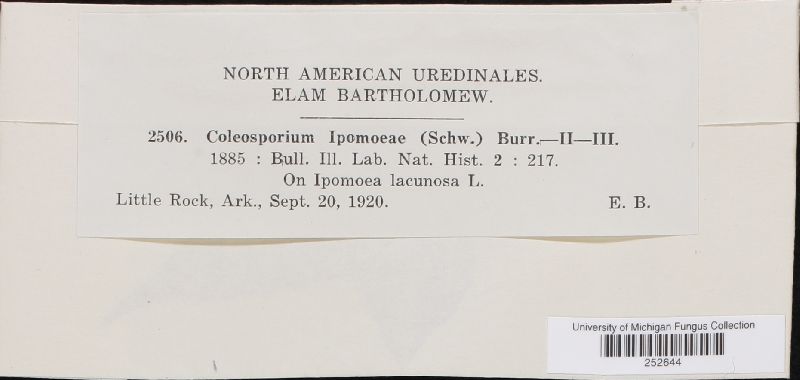 NORTH AMERICAN UREDINALES.
ELAM BARTHOLOMEW.
2506. Coleosporium Ipomoeae (Schw.) Burr.—II—III.
1885 : Bull. Ill. Lab. Nat. Hist. 2 : 217.
On Ipomoea lacunosa L.
Little Rock, Ark., Sept. 20, 1920. E. B.
University of Michigan Fungus Collection
252644